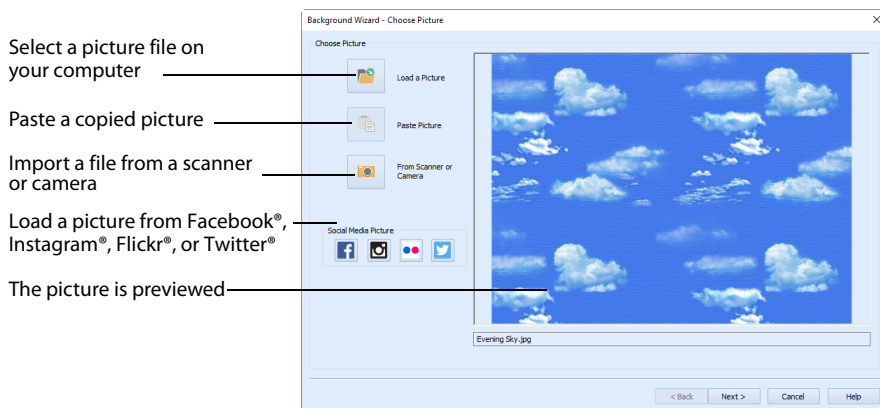 Background Wizard - Choose Picture
Choose Picture
Select a picture file on
your computer
Load a Picture
Paste a copied picture
Paste Picture
Import a file from a scanner
or camera
From Scanner or
Camera
Load a picture from Facebook®,
Instagram®, Flickr®, or Twitter®
Social Media Picture
The picture is previewed
Evening Sky.jpg
< Back
Next >
Cancel
Help